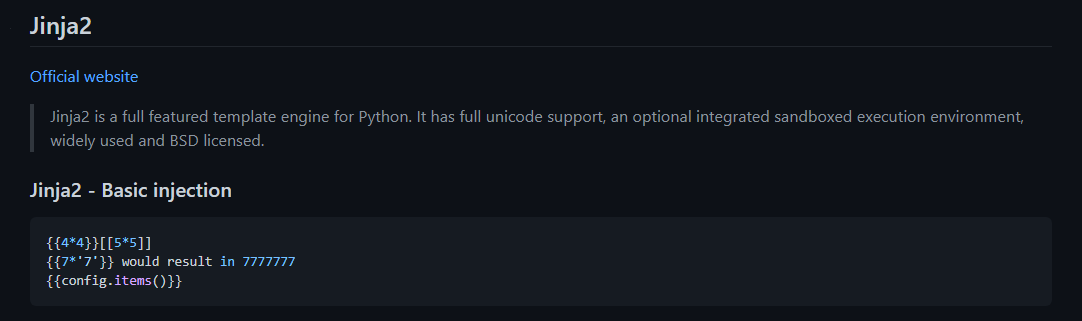 Jinja2
Official website
Jinja2 is a full featured template engine for Python. It has full unicode support, an optional integrated sandboxed execution environment,
widely used and BSD licensed.
Jinja2 - Basic injection
{{4*4}}[[5*5]]
{{7*'7'}} would result in 7777777
{{config.items()}}